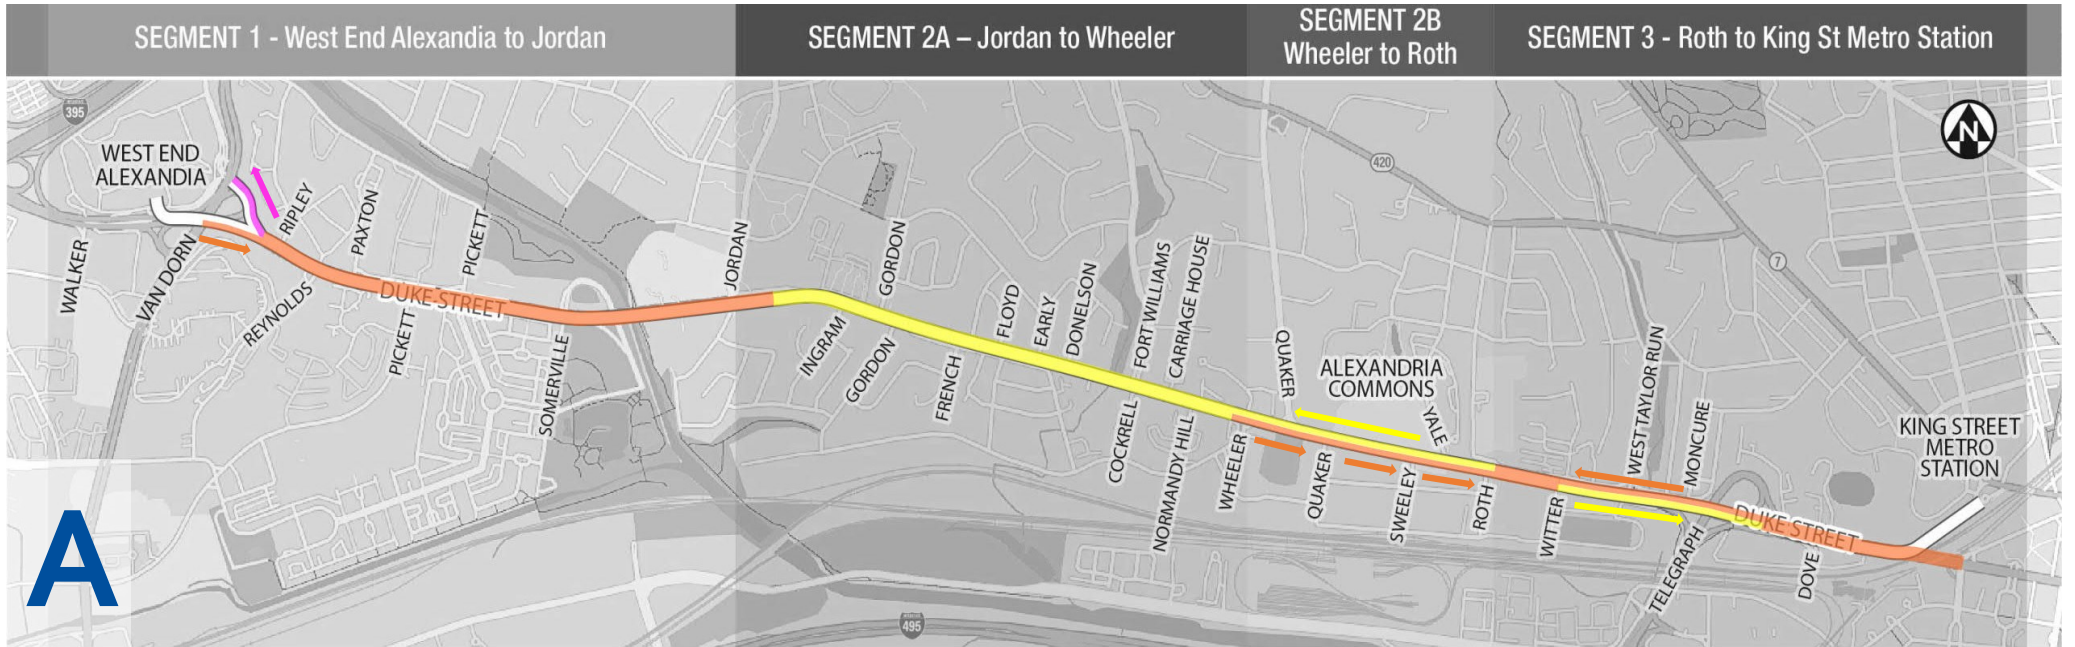 SEGMENT 1 - West End Alexandia to Jordan
SEGMENT 2A – Jordan to Wheeler
SEGMENT 2B
Wheeler to Roth
SEGMENT 3 - Roth to King St Metro Station
395
N
WEST END
ALEXANDIA
420
RIPLEY
PAXTON
PICKETT
JORDAN
GORDON
WALKER
VAN DORN
REYNOLDS
DUKE STREET
PICKETT
SOMERVILLE
INGRAM
GORDON
FRENCH
FLOYD
EARLY
DONELSON
FORT WILLIAMS
CARRIAGE HOUSE
7
QUAKER
ALEXANDRIA
COMMONS
YALE
WEST TAYLOR RUN
MONCURE
KING STREET
METRO
STATION
COCKRELL
NORMANDY HILL
WHEELER
QUAKER
SWEELEY
ROTH
WITTER
TELEGRAPH
DUKE STREET
DOVE
A
495